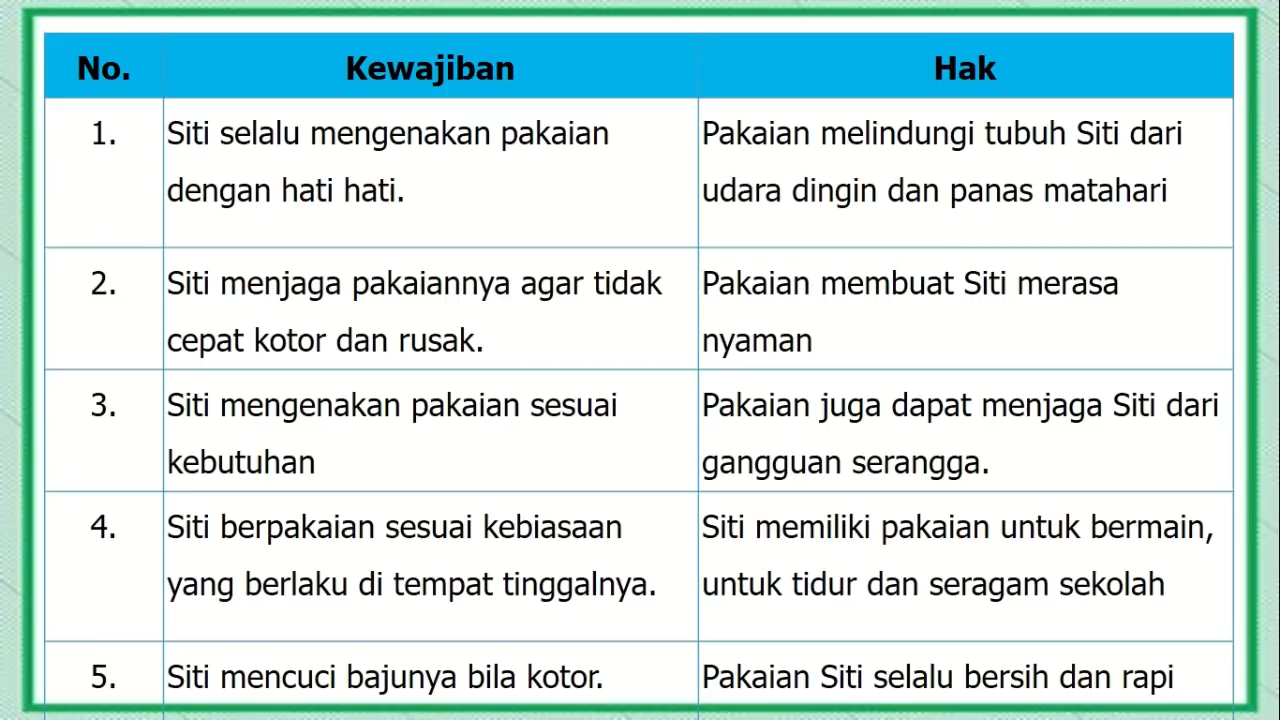 No. Kewajiban Hak
1. Siti selalu mengenakan pakaian Pakaian melindungi tubuh Siti dari
dengan hati hati. udara dingin dan panas matahari
2. Siti menjaga pakaiannya agar tidak Pakaian membuat Siti merasa
cepat kotor dan rusak. nyaman
3. Siti mengenakan pakaian sesuai Pakaian juga dapat menjaga Siti dari
kebutuhan gangguan serangga.
4. Siti berpakaian sesuai kebiasaan Siti memiliki pakaian untuk bermain,
yang berlaku di tempat tinggalnya. untuk tidur dan seragam sekolah
5. Siti mencuci bajunya bila kotor. Pakaian Siti selalu bersih dan rapi